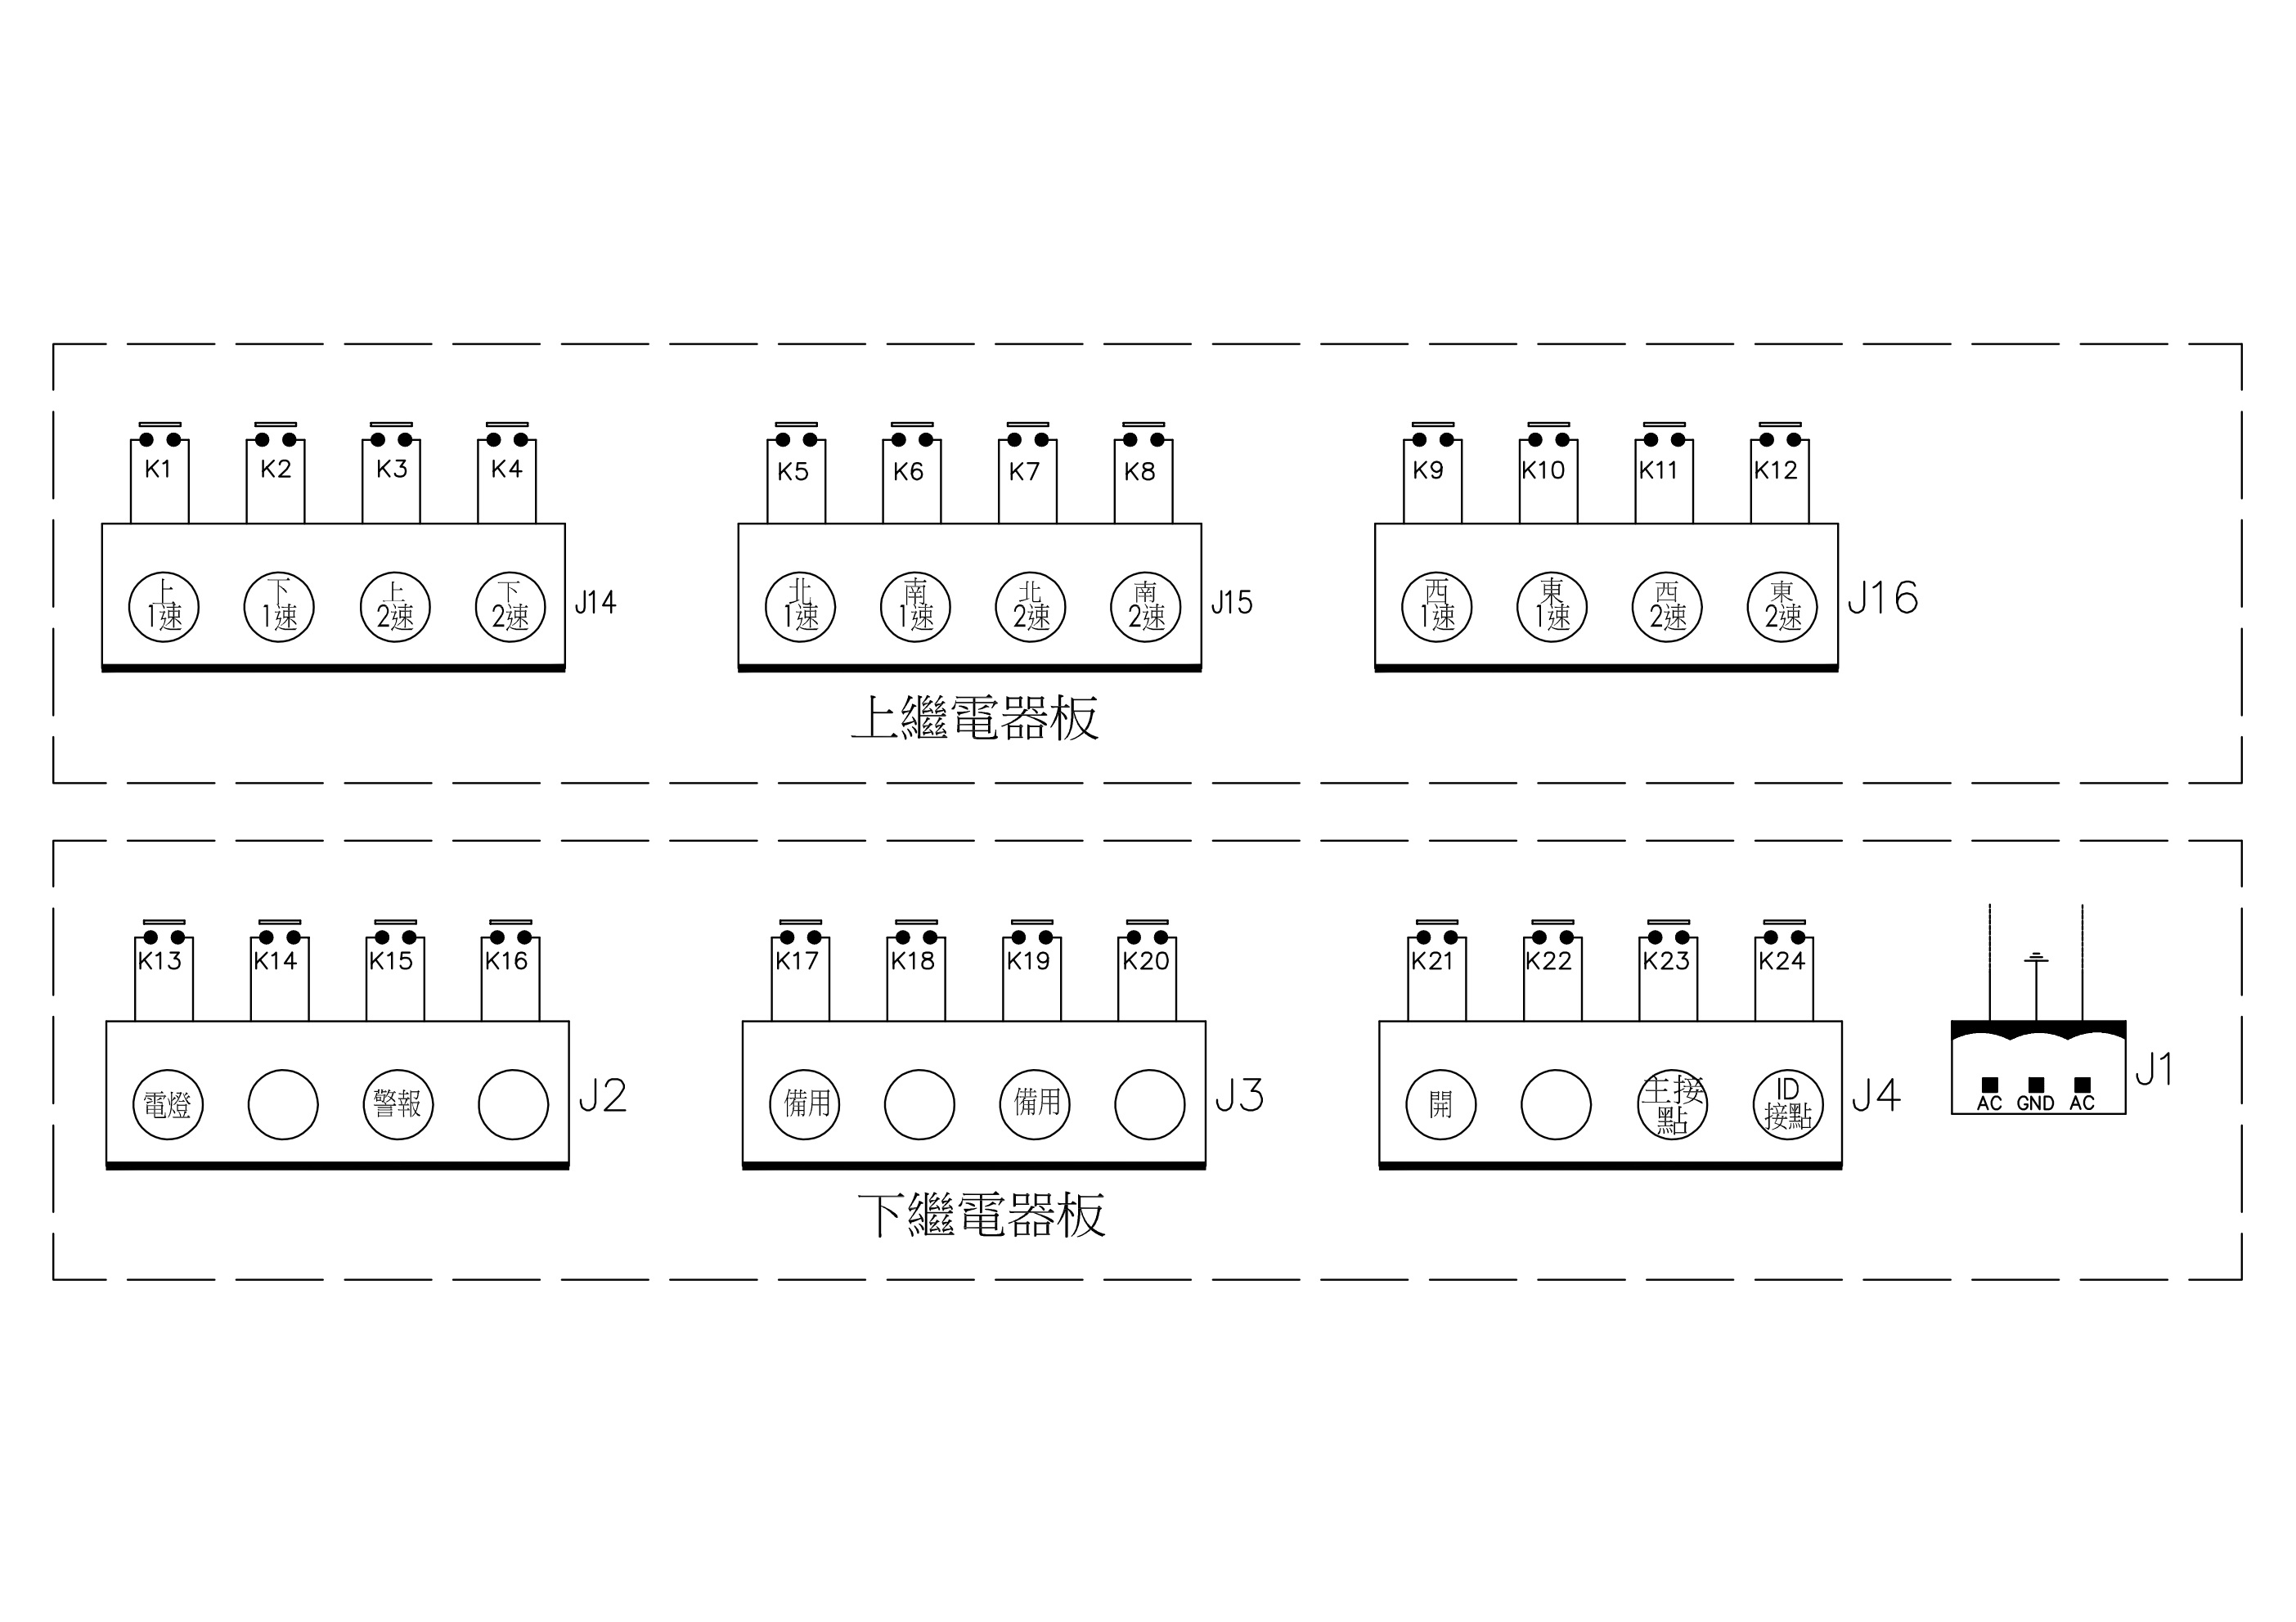 K1 K2 K3 K4 K5 K6 K7 K8 K9 K10 K11 K12
上 下 上 下 北 南 北 南 西 東 西 東
1速 1速 2速 2速 J14 1速 1速 2速 2速 J15 1速 1速 2速 2速 J16
上繼電器板
K13 K14 K15 K16 K17 K18 K19 K20 K21 K22 K23 K24
電燈 警報 J2 備用 備用 J3 開 主接 ID J4 J1
點 接點
AC GND AC
下繼電器板